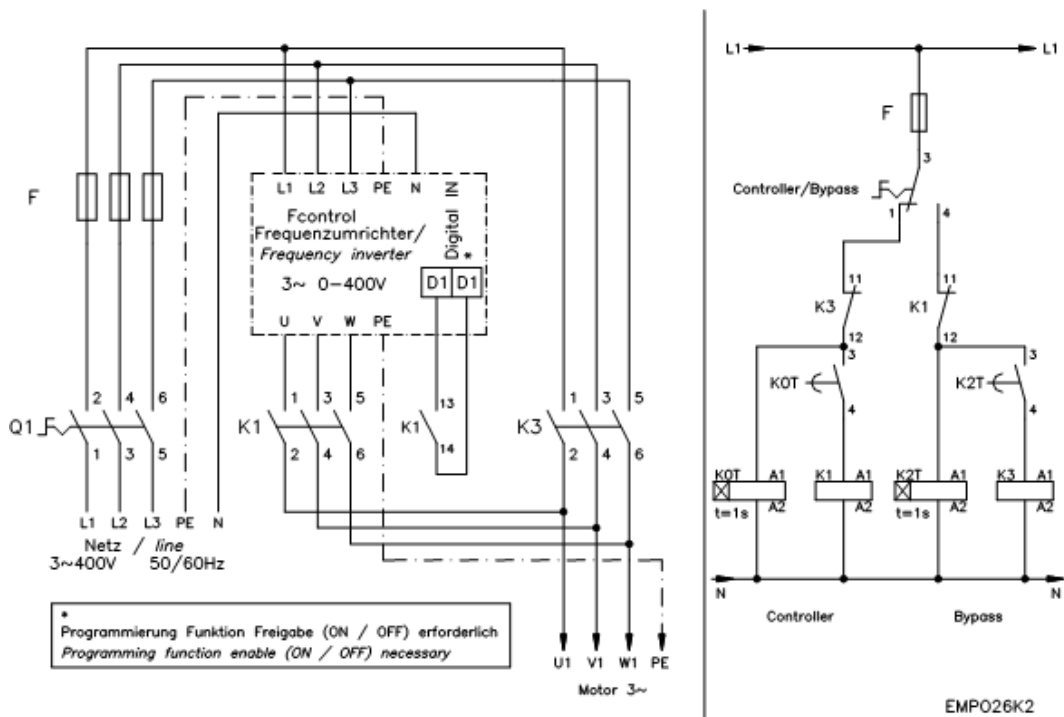 F
L1 L2 L3 PE N
Digital IN
*
Fcontrol
Frequenzumrichter/
Frequency inverter
3~ 0-400V
D1 D1
U V W PE
2 4 6
Q1
1 3 5
1 3 5
K1
2 4 6
13
K1
14
1 3 5
K3
2 4 6
L1 L2 L3 PE N
Netz / line
3~400V 50/60Hz
*
Programmierung Funktion Freigabe (ON / OFF) erforderlich
Programming function enable (ON / OFF) necessary
U1 V1 W1 PE
Motor 3~
L1 L1
F
3
Controller/Bypass
1 4
11 11
K3 K1
12 12
3 3
K0T K2T
4 4
K0T A1 K1 A1 K2T A1 K3 A1
A2 A2 A2 A2
t=1s t=1s
N N
Controller Bypass
EMPO26K2